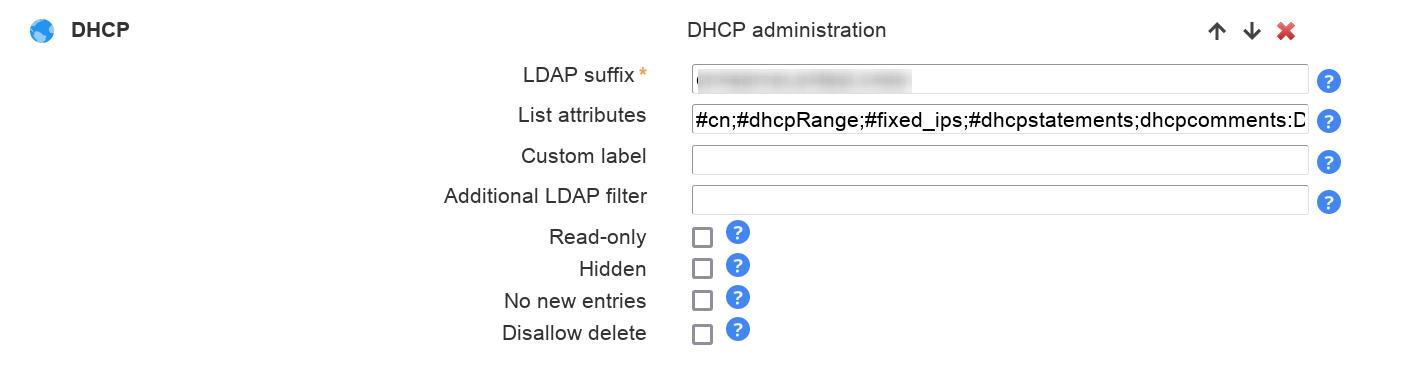 DHCP DHCP administration
LDAP suffix *
List attributes #cn;#dhcpRange;#fixed_ips;#dhcpstatements;dhcpcomments:D
Custom label
Additional LDAP filter
Read-only
Hidden
No new entries
Disallow delete